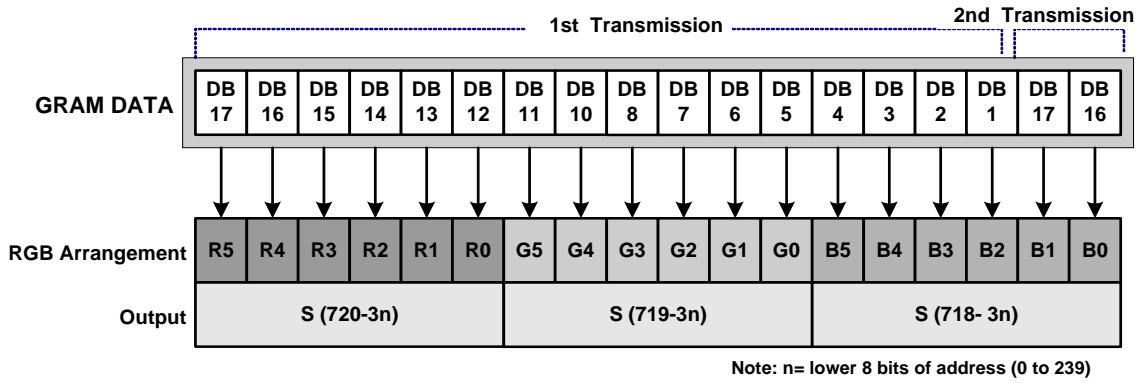 1st Transmission
2nd Transmission
GRAM DATA
DB 17 DB 16 DB 15 DB 14 DB 13 DB 12 DB 11 DB 10 DB 8 DB 7 DB 6 DB 5 DB 4 DB 3 DB 2 DB 1 DB 17 DB 16
RGB Arrangement R5 R4 R3 R2 R1 R0 G5 G4 G3 G2 G1 G0 B5 B4 B3 B2 B1 B0
Output S (720-3n) S (719-3n) S (718- 3n)
Note: n= lower 8 bits of address (0 to 239)